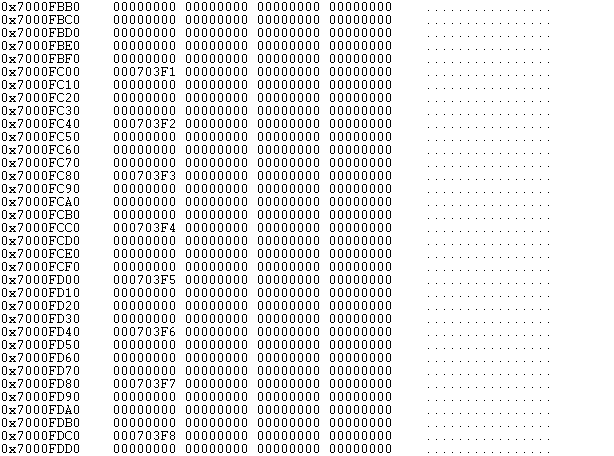 0x7000FBB0 00000000 00000000 00000000 00000000 ................
0x7000FBC0 00000000 00000000 00000000 00000000 ................
0x7000FBD0 00000000 00000000 00000000 00000000 ................
0x7000FBE0 00000000 00000000 00000000 00000000 ................
0x7000FBF0 00000000 00000000 00000000 00000000 ................
0x7000FC00 000703F1 00000000 00000000 00000000 ................
0x7000FC10 00000000 00000000 00000000 00000000 ................
0x7000FC20 00000000 00000000 00000000 00000000 ................
0x7000FC30 00000000 00000000 00000000 00000000 ................
0x7000FC40 000703F2 00000000 00000000 00000000 ................
0x7000FC50 00000000 00000000 00000000 00000000 ................
0x7000FC60 00000000 00000000 00000000 00000000 ................
0x7000FC70 00000000 00000000 00000000 00000000 ................
0x7000FC80 000703F3 00000000 00000000 00000000 ................
0x7000FC90 00000000 00000000 00000000 00000000 ................
0x7000FCA0 00000000 00000000 00000000 00000000 ................
0x7000FCB0 00000000 00000000 00000000 00000000 ................
0x7000FCC0 000703F4 00000000 00000000 00000000 ................
0x7000FCD0 00000000 00000000 00000000 00000000 ................
0x7000FCE0 00000000 00000000 00000000 00000000 ................
0x7000FCF0 00000000 00000000 00000000 00000000 ................
0x7000FD00 000703F5 00000000 00000000 00000000 ................
0x7000FD10 00000000 00000000 00000000 00000000 ................
0x7000FD20 00000000 00000000 00000000 00000000 ................
0x7000FD30 00000000 00000000 00000000 00000000 ................
0x7000FD40 000703F6 00000000 00000000 00000000 ................
0x7000FD50 00000000 00000000 00000000 00000000 ................
0x7000FD60 00000000 00000000 00000000 00000000 ................
0x7000FD70 00000000 00000000 00000000 00000000 ................
0x7000FD80 000703F7 00000000 00000000 00000000 ................
0x7000FD90 00000000 00000000 00000000 00000000 ................
0x7000FDA0 00000000 00000000 00000000 00000000 ................
0x7000FDB0 00000000 00000000 00000000 00000000 ................
0x7000FDC0 000703F8 00000000 00000000 00000000 ................
0x7000FDD0 00000000 00000000 00000000 00000000 ................